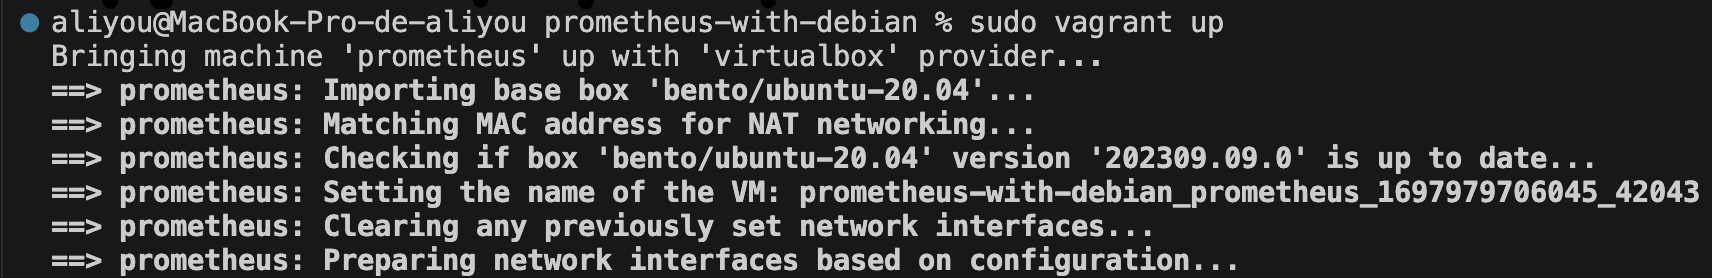 aliyou@MacBook-Pro-de-aliyou prometheus-with-debian % sudo vagrant up
Bringing machine 'prometheus' up with 'virtualbox' provider...
==> prometheus: Importing base box 'bento/ubuntu-20.04'...
==> prometheus: Matching MAC address for NAT networking...
==> prometheus: Checking if box 'bento/ubuntu-20.04' version '202309.09.0' is up to date...
==> prometheus: Setting the name of the VM: prometheus-with-debian_prometheus_1697979706045_42043
==> prometheus: Clearing any previously set network interfaces...
==> prometheus: Preparing network interfaces based on configuration...